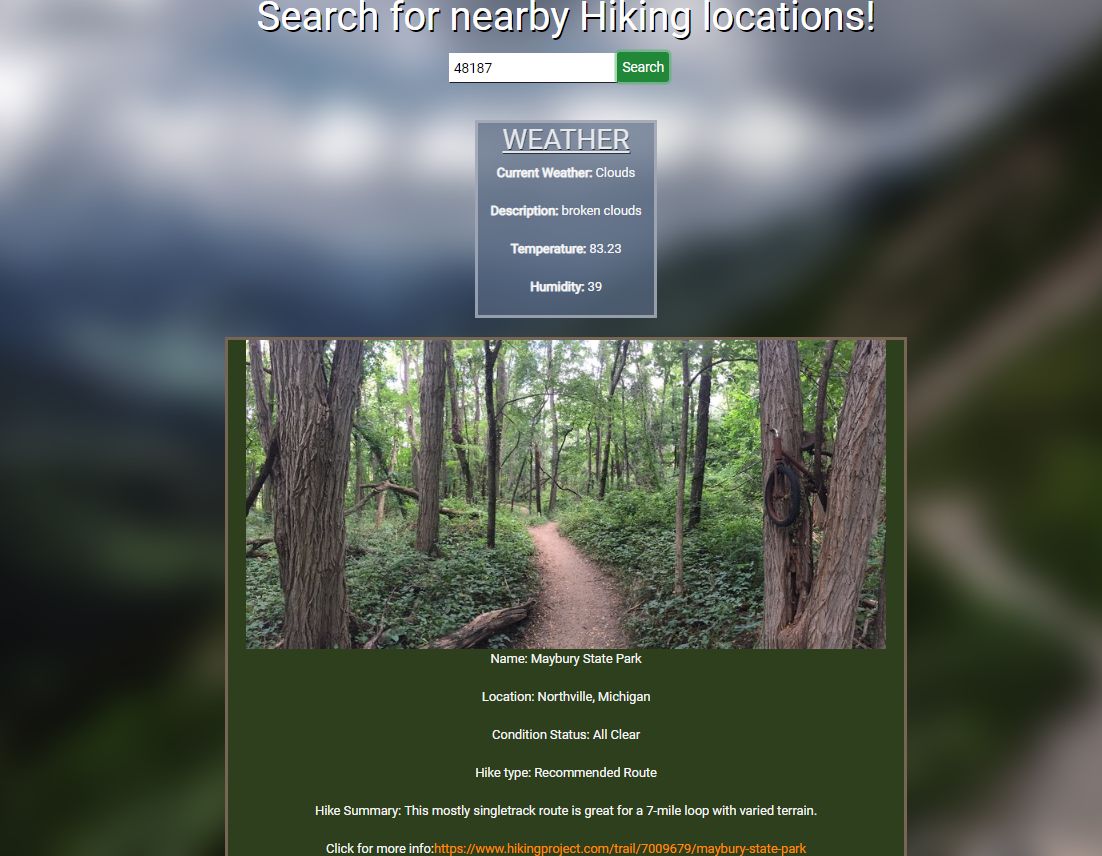 Search for nearby Hiking locations!
48187 Search
WEATHER
Current Weather: Clouds
Description: broken clouds
Temperature: 83.23
Humidity: 39
Name: Maybury State Park
Location: Northville, Michigan
Condition Status: All Clear
Hike type: Recommended Route
Hike Summary: This mostly singletrack route is great for a 7-mile loop with varied terrain.
Click for more info:https://www.hikingproject.com/trail/7009679/maybury-state-park